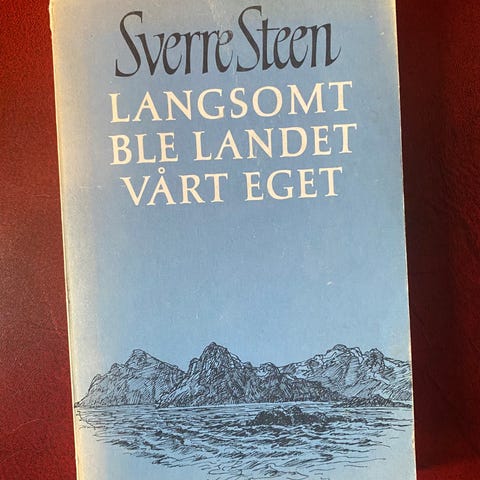 Sverre Steen
LANGSOMT
BLE LANDET
VÅRT EGET